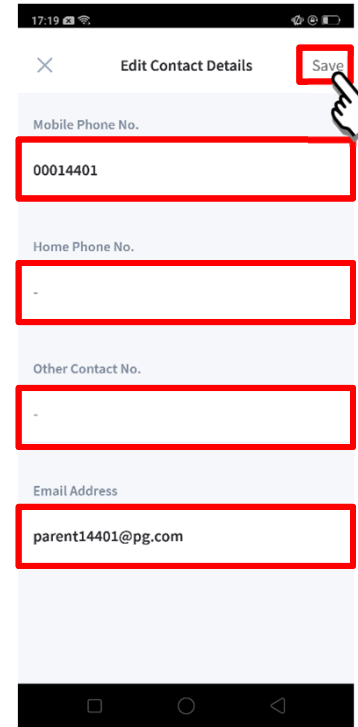 17:19
Edit Contact Details
Save
Mobile Phone No.
00014401
Home Phone No.
-
Other Contact No.
-
Email Address
parent14401@pg.com